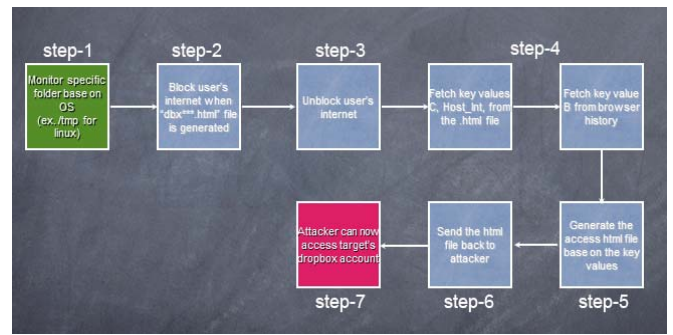 step-1
step-2
step-3
step-4
Monitor specific
folder base on
OS
(ex. /tmp for
linux)
Block user's
internet when
"dbx***.html" file
is generated
Unblock user's
internet
Fetch key values
C, Host_Int, from
the .html file
Fetch key value
B from browser
history
Attacker can now
access target's
dropbox account
Send the html
file back to
attacker
Generate the
access html file
base on the key
values
step-7
step-6
step-5